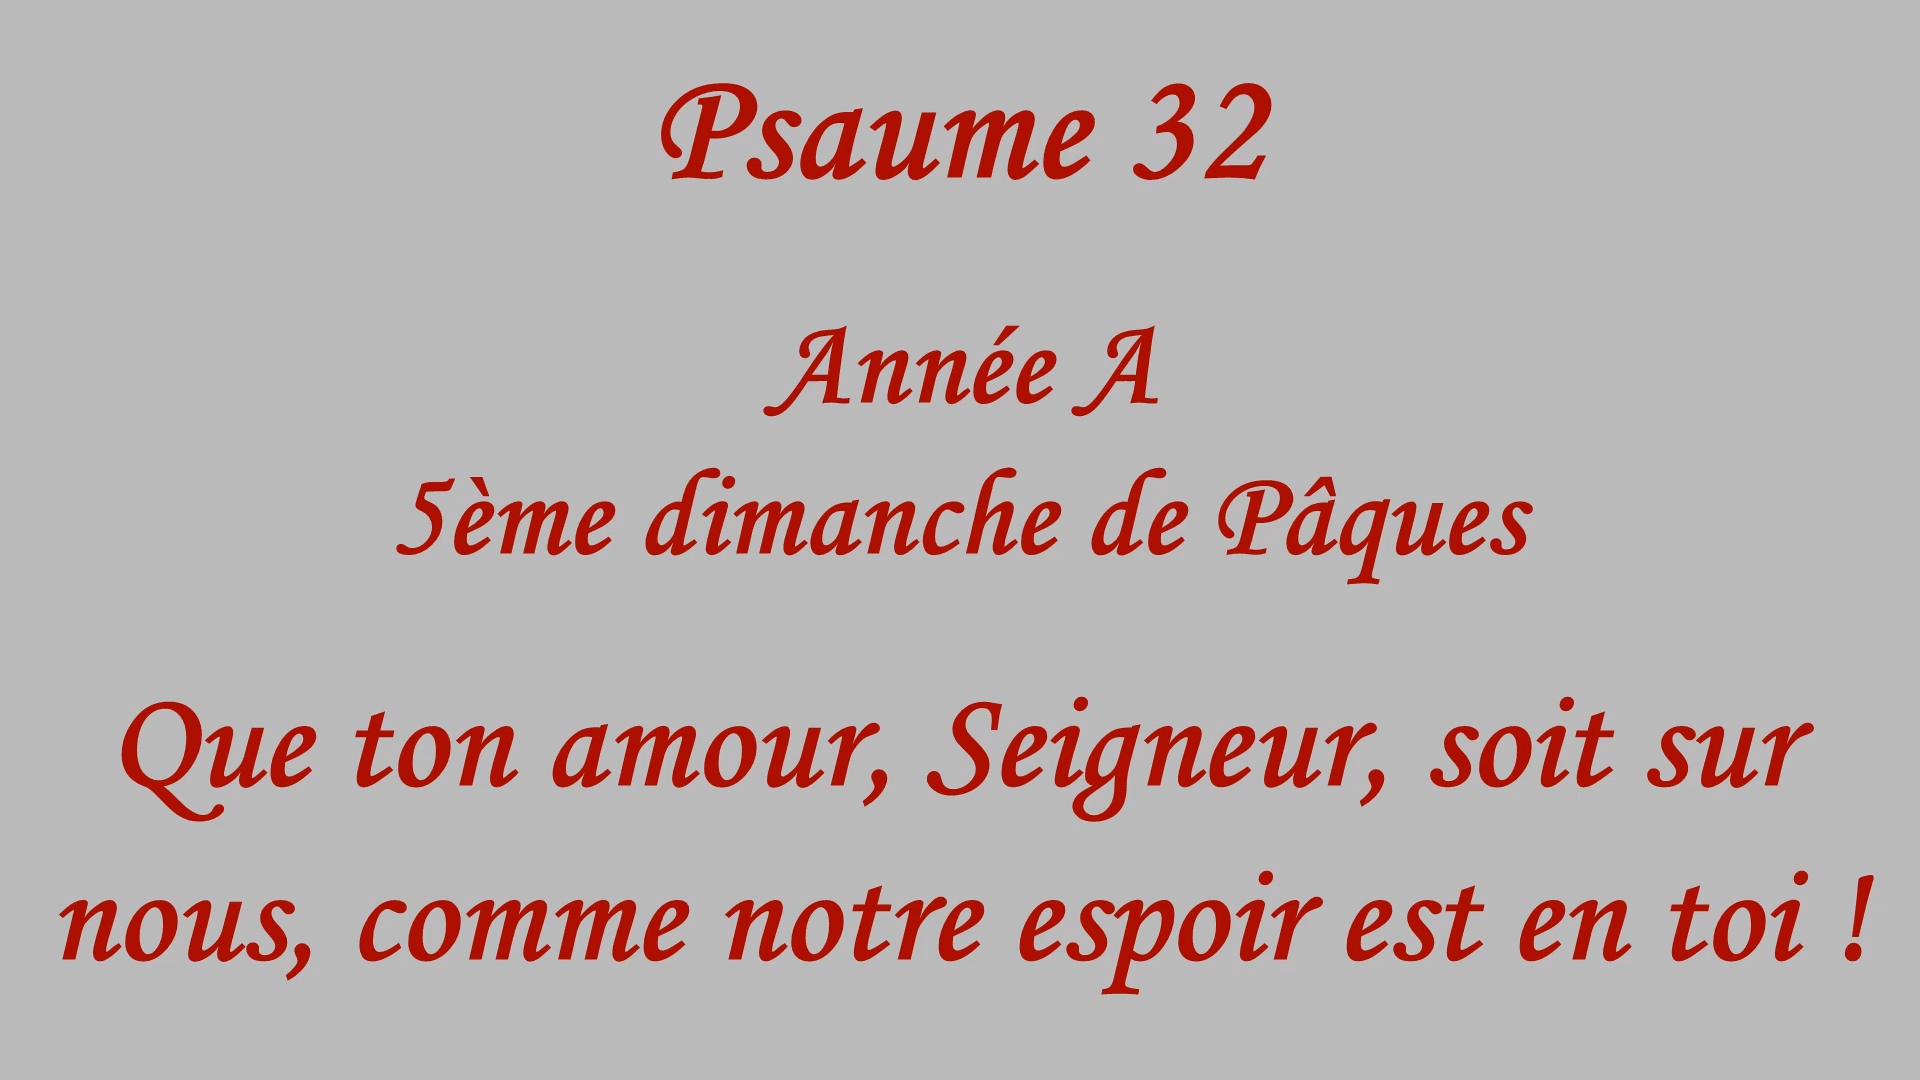 Psaume 32
Année A
5ème dimanche de Pâques
Que ton amour, Seigneur, soit sur
nous, comme notre espoir est en toi !